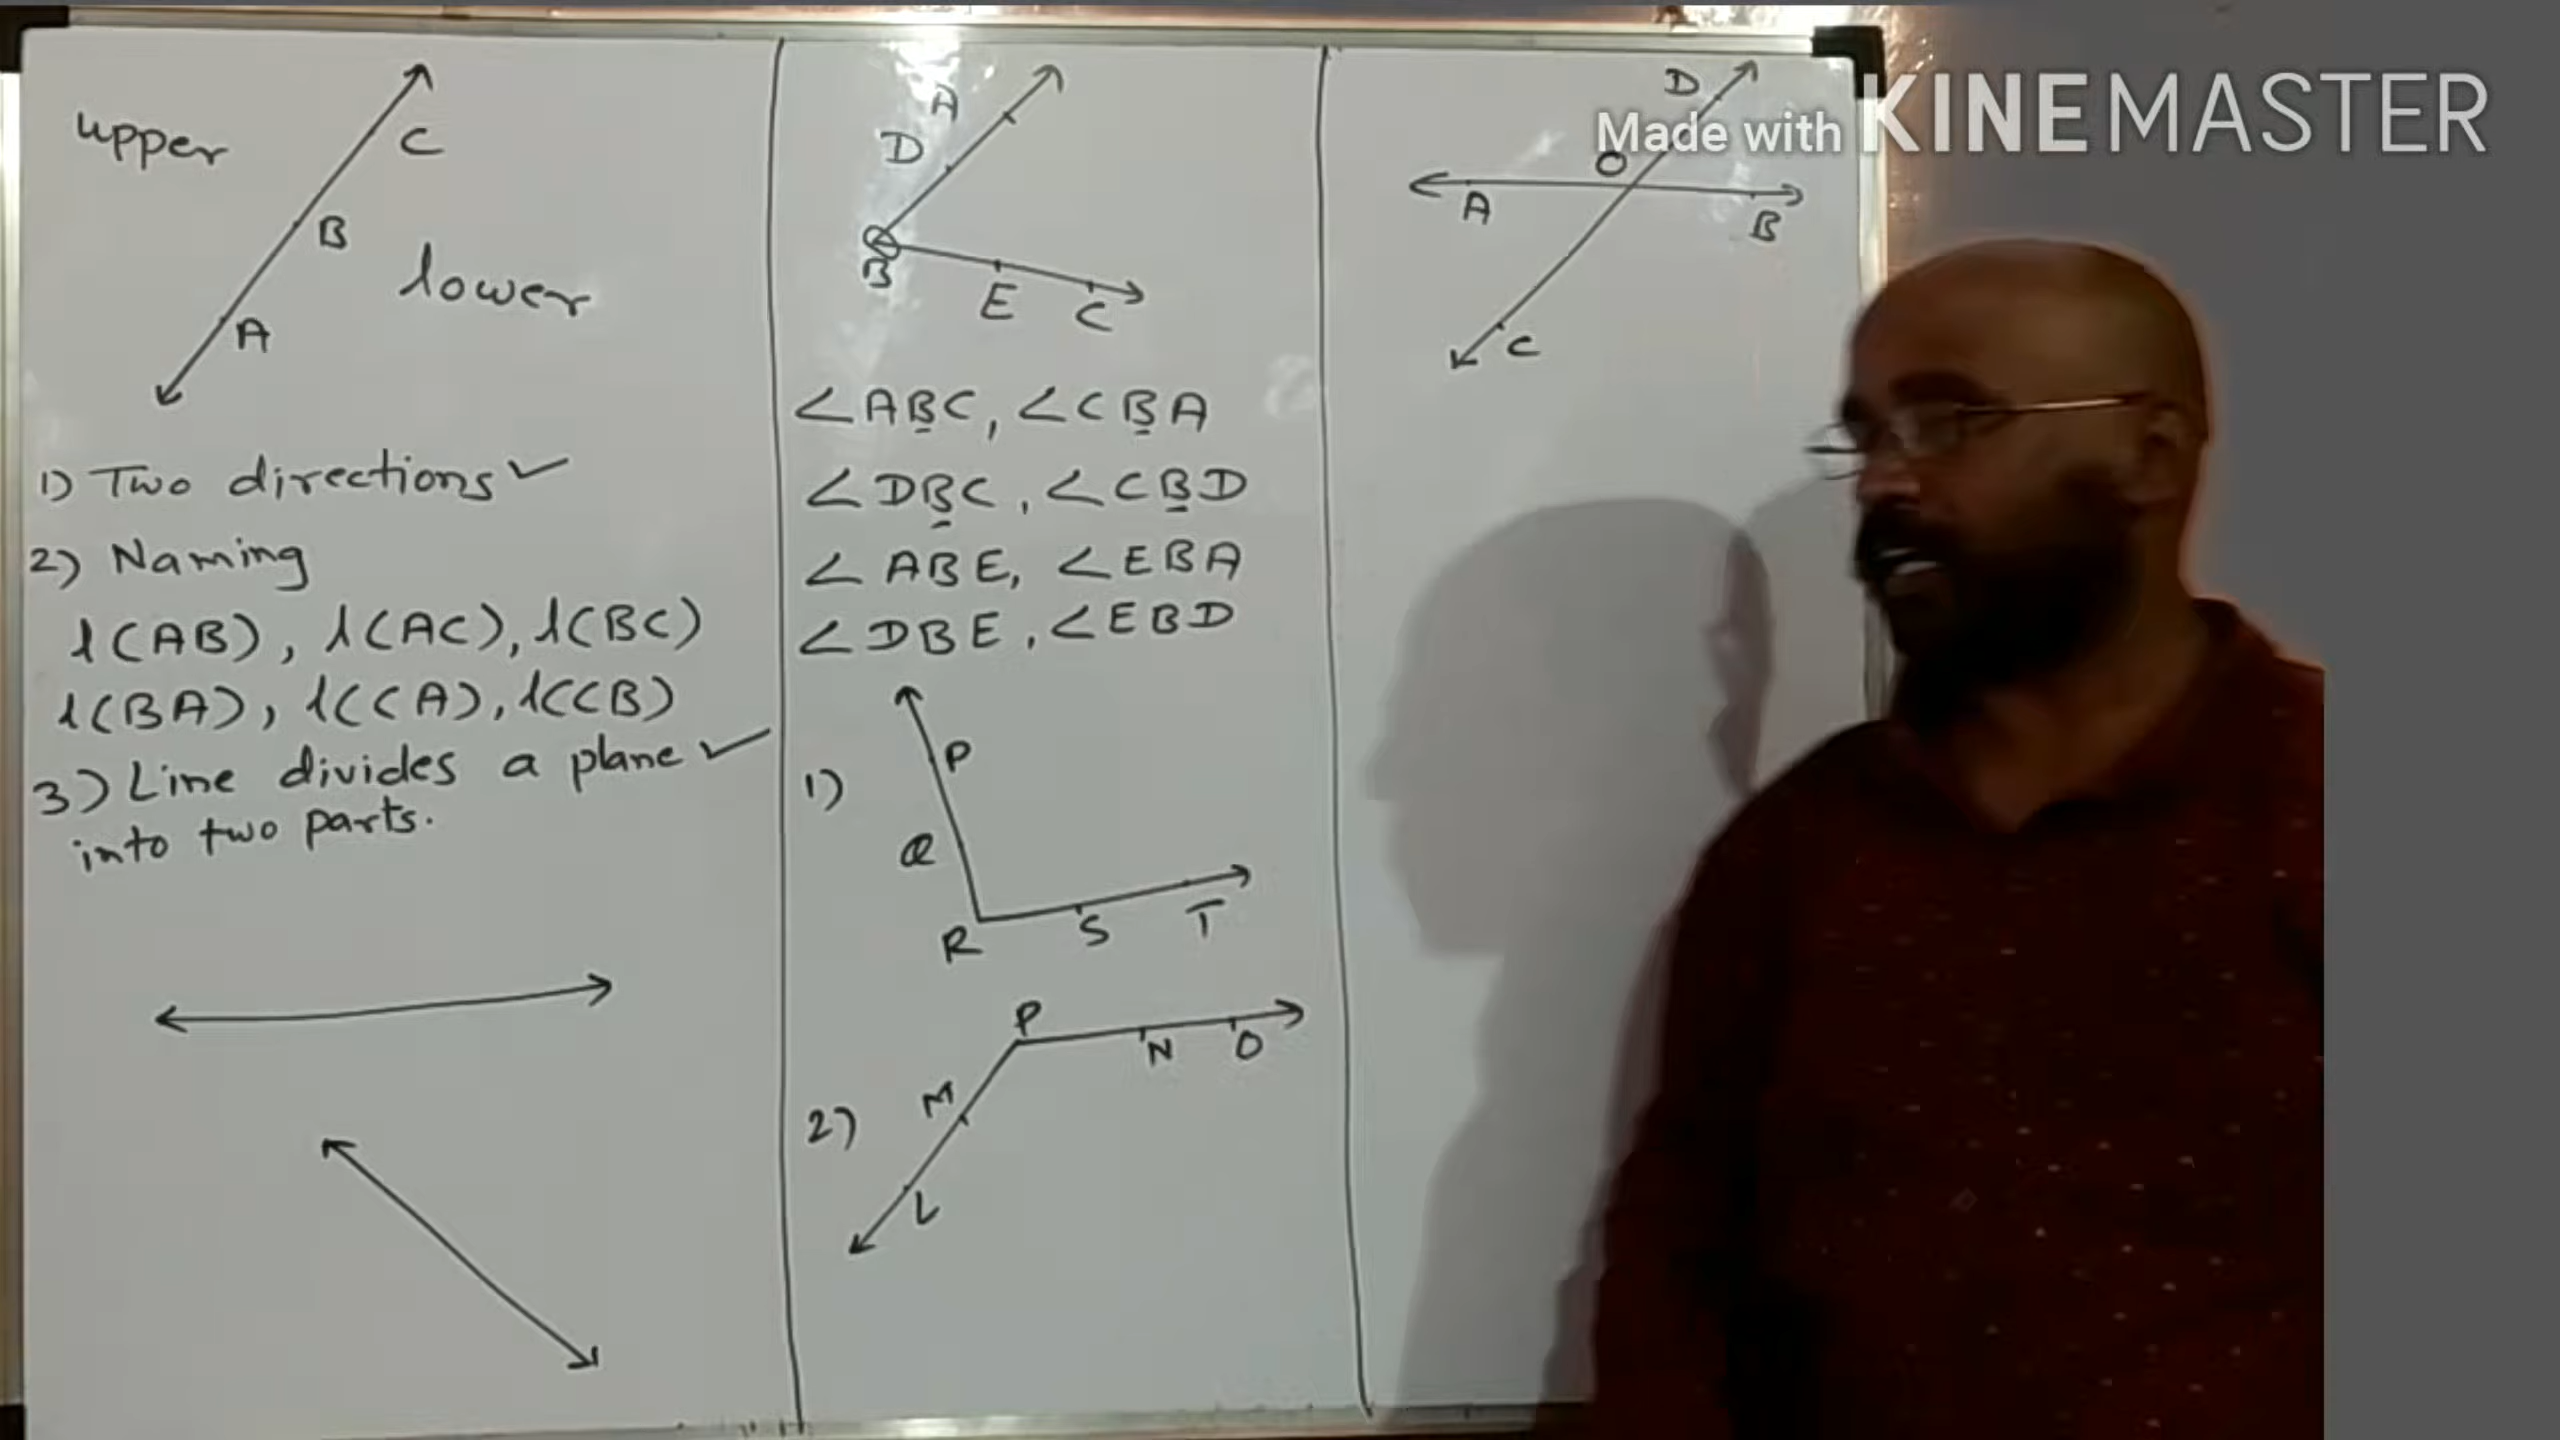 upper
C
B
lower
A
1) Two directions ✓
2) Naming
l(AB), l(AC), l(BC)
l(BA), l(CA), l(CB)
3) Line divides a plane ✓
into two parts.
A
D
B
E
C
∠ABC, ∠CBA
∠DBC, ∠CBD
∠ABE, ∠EBA
∠DBE, ∠EBD
1)
P
Q
R
S
T
2)
P
N
O
M
L
D
O
A
B
C
Made with KINEMASTER